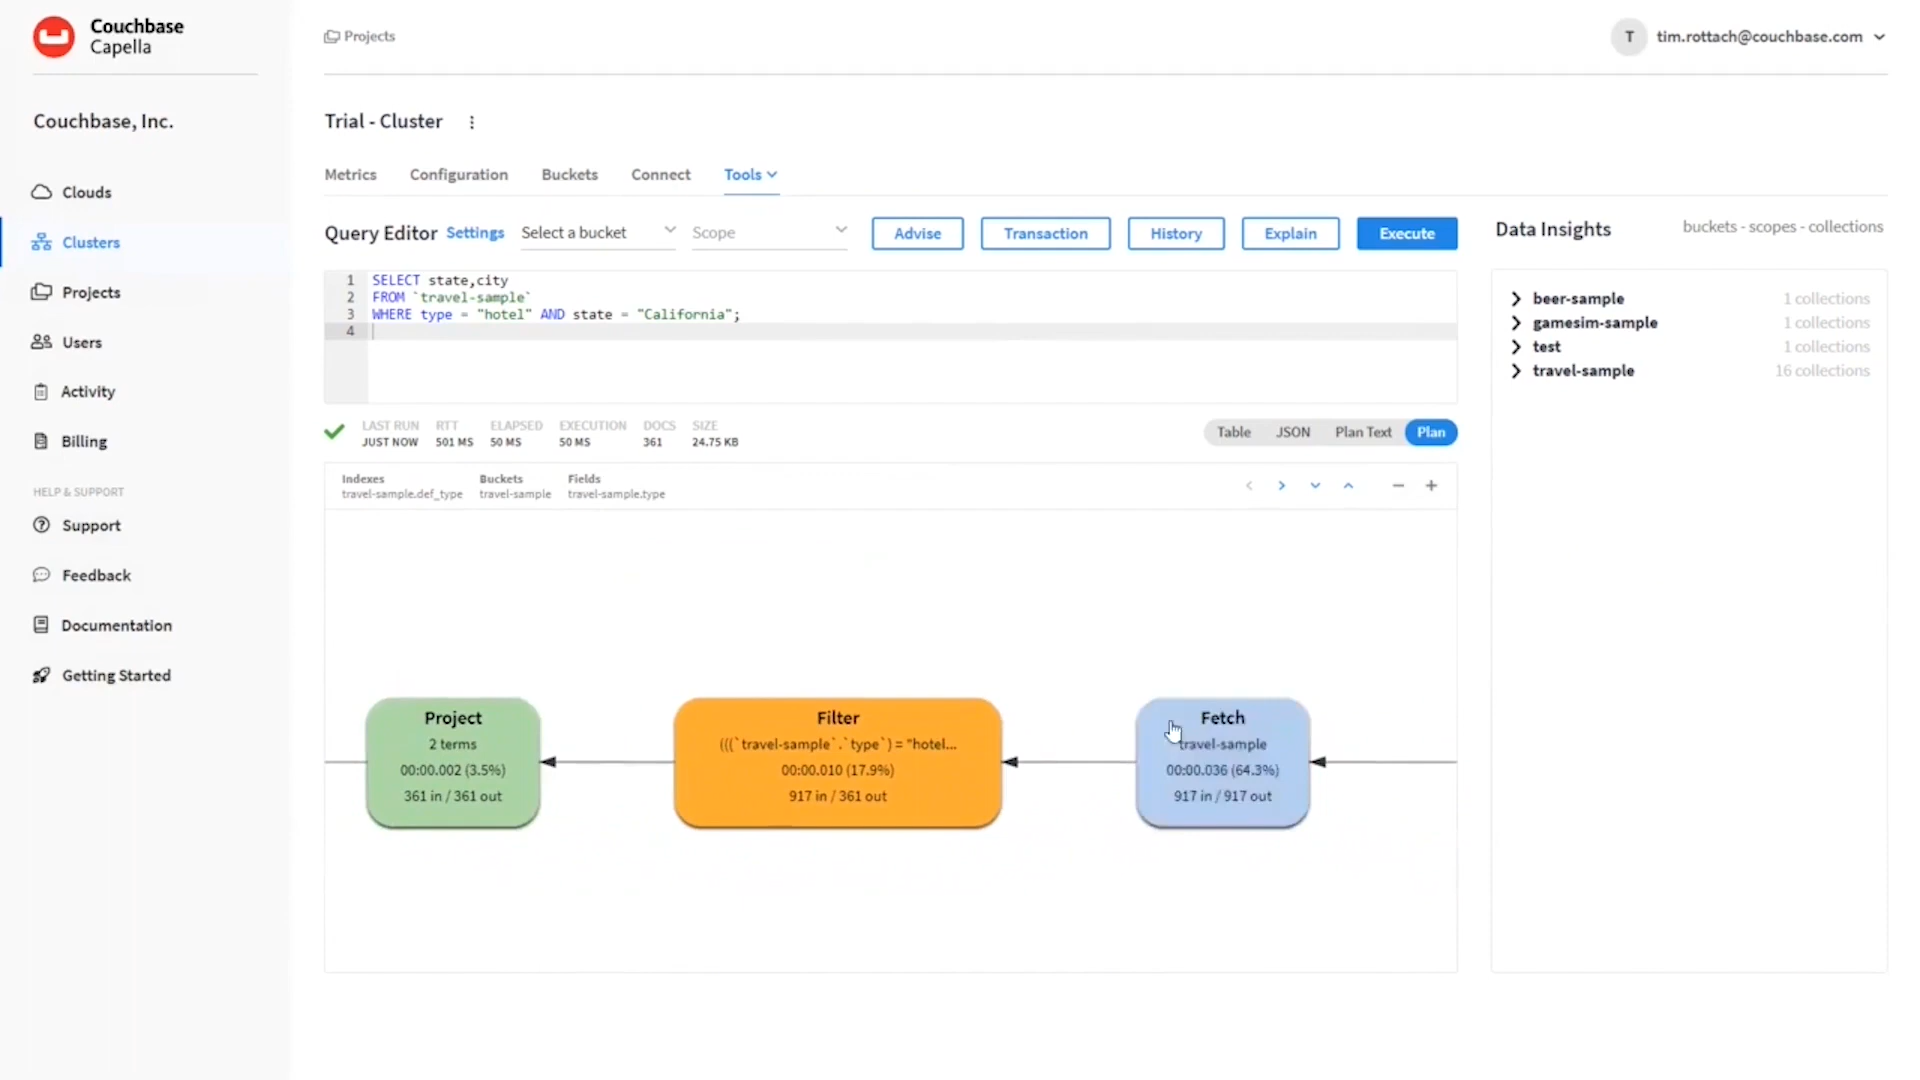 Couchbase
Capella
Projects
T
tim.rottach@couchbase.com
Couchbase, Inc.
Clouds
Clusters
Projects
Users
Activity
Billing
HELP & SUPPORT
Support
Feedback
Documentation
Getting Started
Trial - Cluster
Metrics
Configuration
Buckets
Connect
Tools
Query Editor
Settings
Select a bucket
Scope
Advise
Transaction
History
Explain
Execute
1 SELECT state,city
2 FROM `travel-sample`
3 WHERE type = "hotel" AND state = "California";
4
LAST RUN RTT ELAPSED EXECUTION DOCS SIZE
JUST NOW 501 MS 50 MS 50 MS 361 24.75 KB
Table
JSON
Plan Text
Plan
Indexes Buckets Fields
travel-sample.def_type travel-sample travel-sample.type
Project
2 terms
00:00.002 (3.5%)
361 in / 361 out
Filter
(((`travel-sample`.`type`) = "hotel...
00:00.010 (17.9%)
917 in / 361 out
Fetch
travel-sample
00:00.036 (64.3%)
917 in / 917 out
Data Insights
buckets - scopes - collections
beer-sample 1 collections
gamesim-sample 1 collections
test 1 collections
travel-sample 16 collections